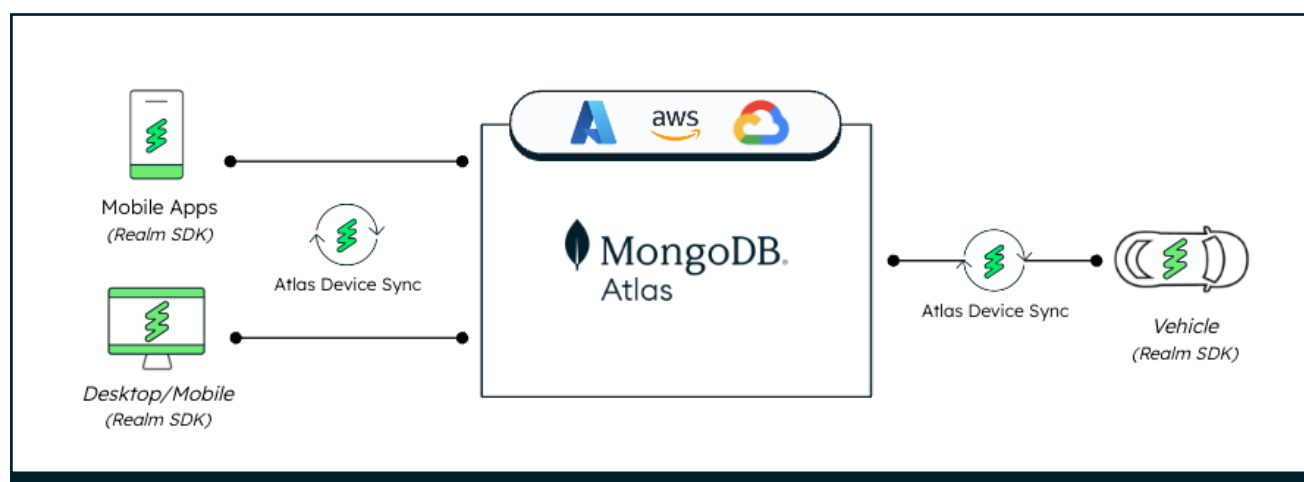 aws
Mobile Apps
(Realm SDK)
Atlas Device Sync
Desktop/Mobile
(Realm SDK)
MongoDB.
Atlas
Atlas Device Sync
Vehicle
(Realm SDK)